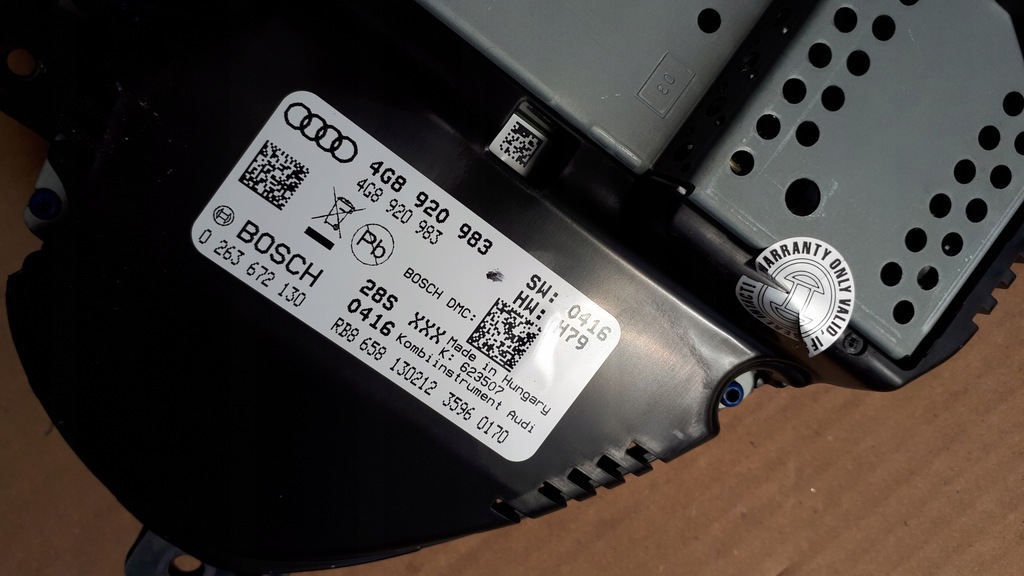 4G8 920 983
4G8 920 983
SW: 0416
HW: H79
Pb
BOSCH
0 263 672 130
BOSCH DMC:
28S XXX
0416
Made in Hungary
K: 623507
Kombiinstrument Audi
RB8 658 130212 3596 0170
80
WARRANTY ONLY VALID IF